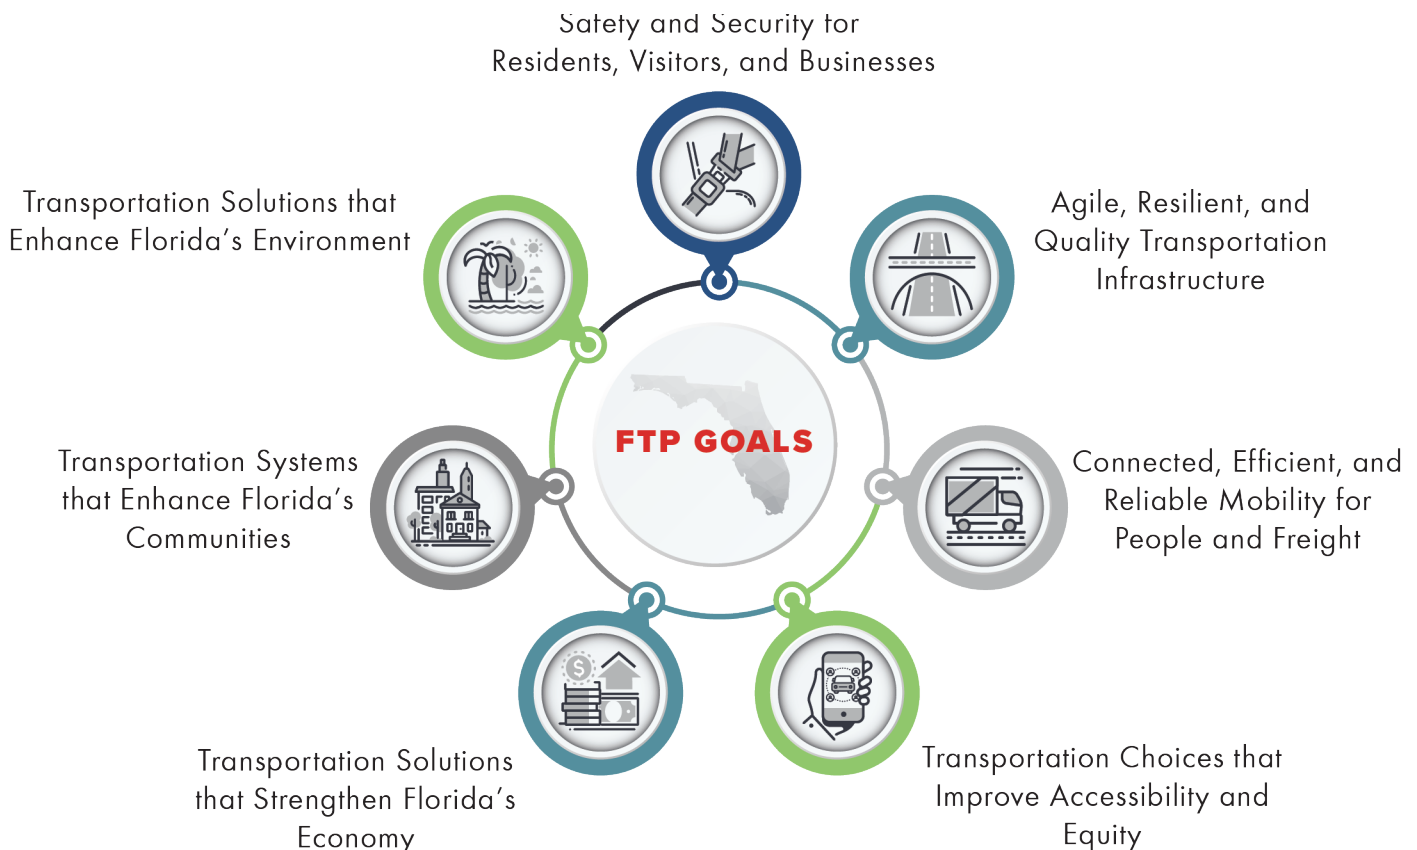 Safety and Security for
Residents, Visitors, and Businesses
Agile, Resilient, and
Quality Transportation
Infrastructure
Connected, Efficient, and
Reliable Mobility for
People and Freight
Transportation Choices that
Improve Accessibility and
Equity
Transportation Solutions
that Strengthen Florida's
Economy
Transportation Systems
that Enhance Florida's
Communities
Transportation Solutions that
Enhance Florida's Environment
FTP GOALS
$